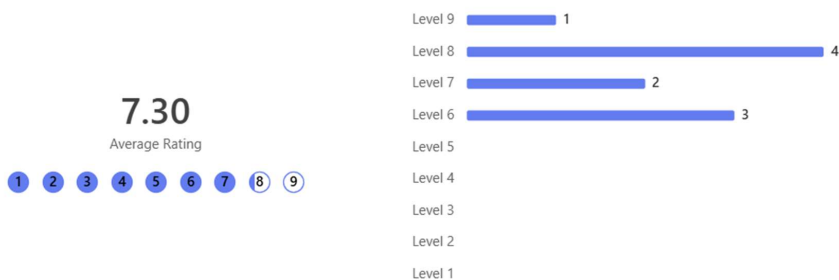 7.30
Average Rating
1 2 3 4 5 6 7 8 9
Level 9 1
Level 8 4
Level 7 2
Level 6 3
Level 5
Level 4
Level 3
Level 2
Level 1